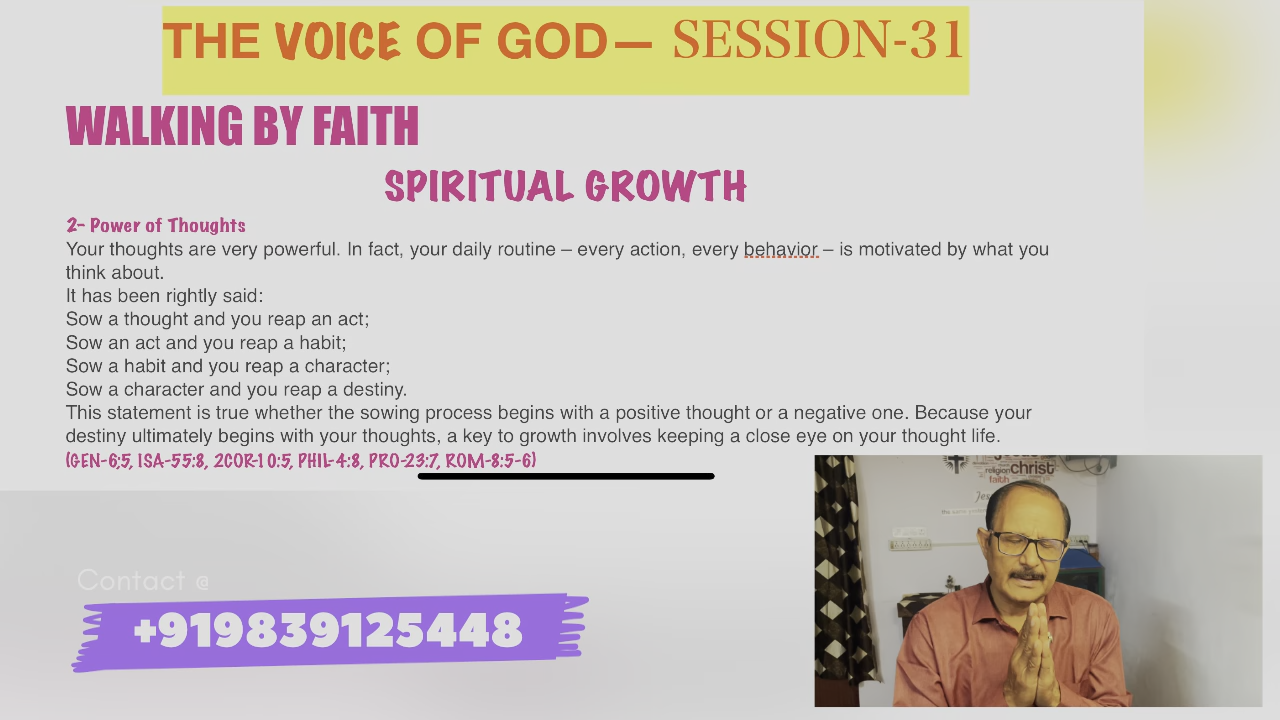 THE VOICE OF GOD— SESSION-31
WALKING BY FAITH
SPIRITUAL GROWTH
2- Power of Thoughts
Your thoughts are very powerful. In fact, your daily routine – every action, every behavior – is motivated by what you
think about.
It has been rightly said:
Sow a thought and you reap an act;
Sow an act and you reap a habit;
Sow a habit and you reap a character;
Sow a character and you reap a destiny.
This statement is true whether the sowing process begins with a positive thought or a negative one. Because your
destiny ultimately begins with your thoughts, a key to growth involves keeping a close eye on your thought life.
(GEN-6:5, ISA-55:8, 2COR-10:5, PHIL-4:8, PRO-23:7, ROM-8:5-6)
religion christ
faith
Contact @
+919839125448